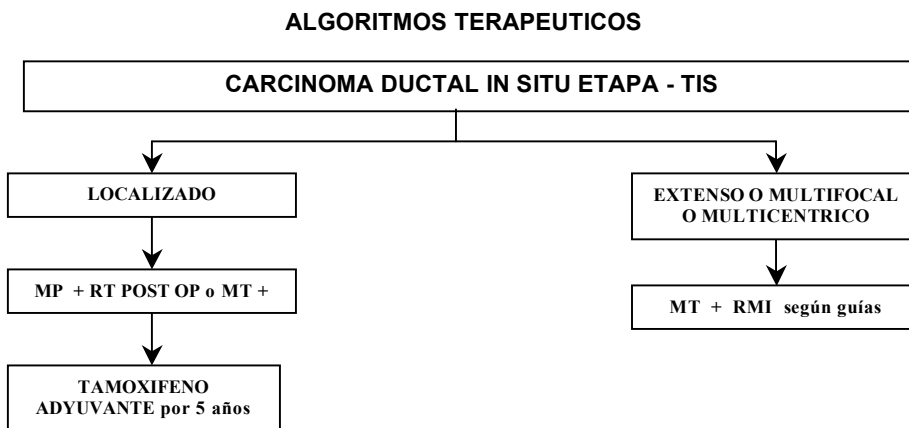 ALGORITMOS TERAPEUTICOS
CARCINOMA DUCTAL IN SITU ETAPA - TIS
LOCALIZADO
EXTENSO O MULTIFOCAL
O MULTICENTRICO
MP + RT POST OP o MT +
MT + RMI según guías
TAMOXIFENO
ADYUVANTE por 5 años